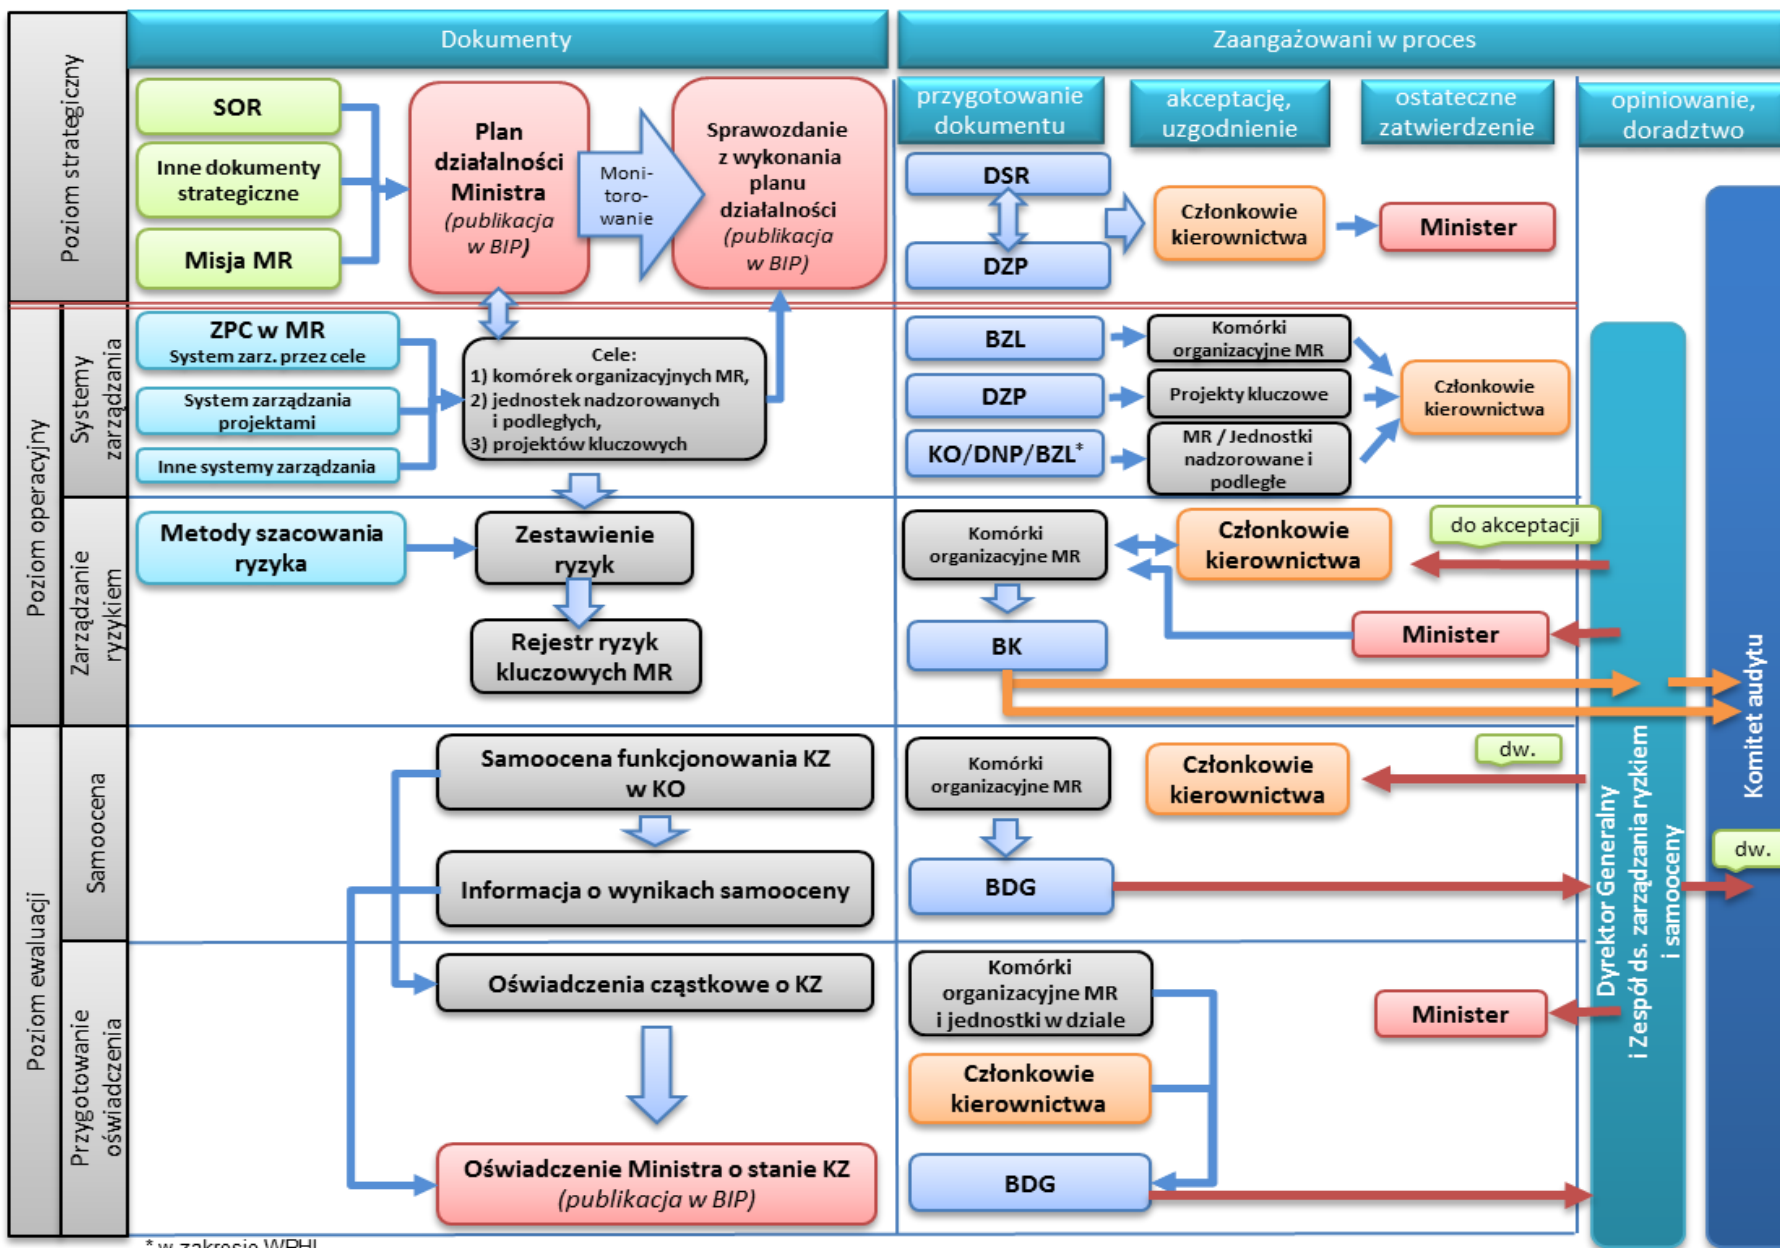 Dokumenty
Zaangażowani w proces
przygotowanie
dokumentu
akceptację,
uzgodnienie
ostateczne
zatwierdzenie
opiniowanie,
doradztwo
Poziom strategiczny
SOR
Inne dokumenty
strategiczne
Misja MR
Plan
działalności
Ministra
(publikacja
w BIP)
Moni-
toro-
wanie
Sprawozdanie
z wykonania
planu
działalności
(publikacja
w BIP)
DSR
DZP
Członkowie
kierownictwa
Minister
Poziom operacyjny
Systemy
zarządzania
ZPC w MR
System zarz. przez cele
System zarządzania
projektami
Inne systemy zarządzania
Cele:
1) komórek organizacyjnych MR,
2) jednostek nadzorowanych
i podległych,
3) projektów kluczowych
BZL
DZP
KO/DNP/BZL*
Komórki
organizacyjne MR
Projekty kluczowe
MR / Jednostki
nadzorowane i
podległe
Członkowie
kierownictwa
Zarządzanie
ryzykiem
Metody szacowania
ryzyka
Zestawienie
ryzyk
Rejestr ryzyk
kluczowych MR
Komórki
organizacyjne MR
BK
Członkowie
kierownictwa
do akceptacji
Minister
Poziom ewaluacji
Samoocena
Samoocena funkcjonowania KZ
w KO
Informacja o wynikach samooceny
Komórki
organizacyjne MR
BDG
Członkowie
kierownictwa
dw.
dw.
Przygotowanie
oświadczenia
Oświadczenia cząstkowe o KZ
Oświadczenie Ministra o stanie KZ
(publikacja w BIP)
Komórki
organizacyjne MR
i jednostki w dziale
Członkowie
kierownictwa
BDG
Minister
Dyrektor Generalny
i Zespół ds. zarządzania ryzkiem
i samooceny
Komitet audytu
* w zakresie WPHI